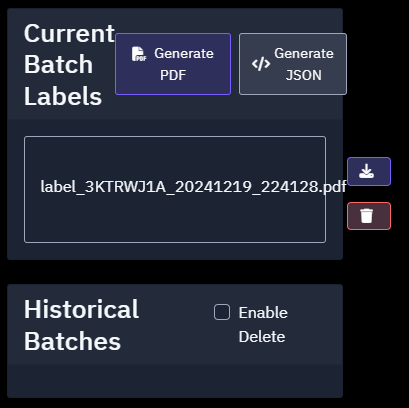 Current
Batch
Labels
Generate
PDF
Generate
JSON
label_3KTRWJ1A_20241219_224128.pdf
Historical
Batches
Enable
Delete